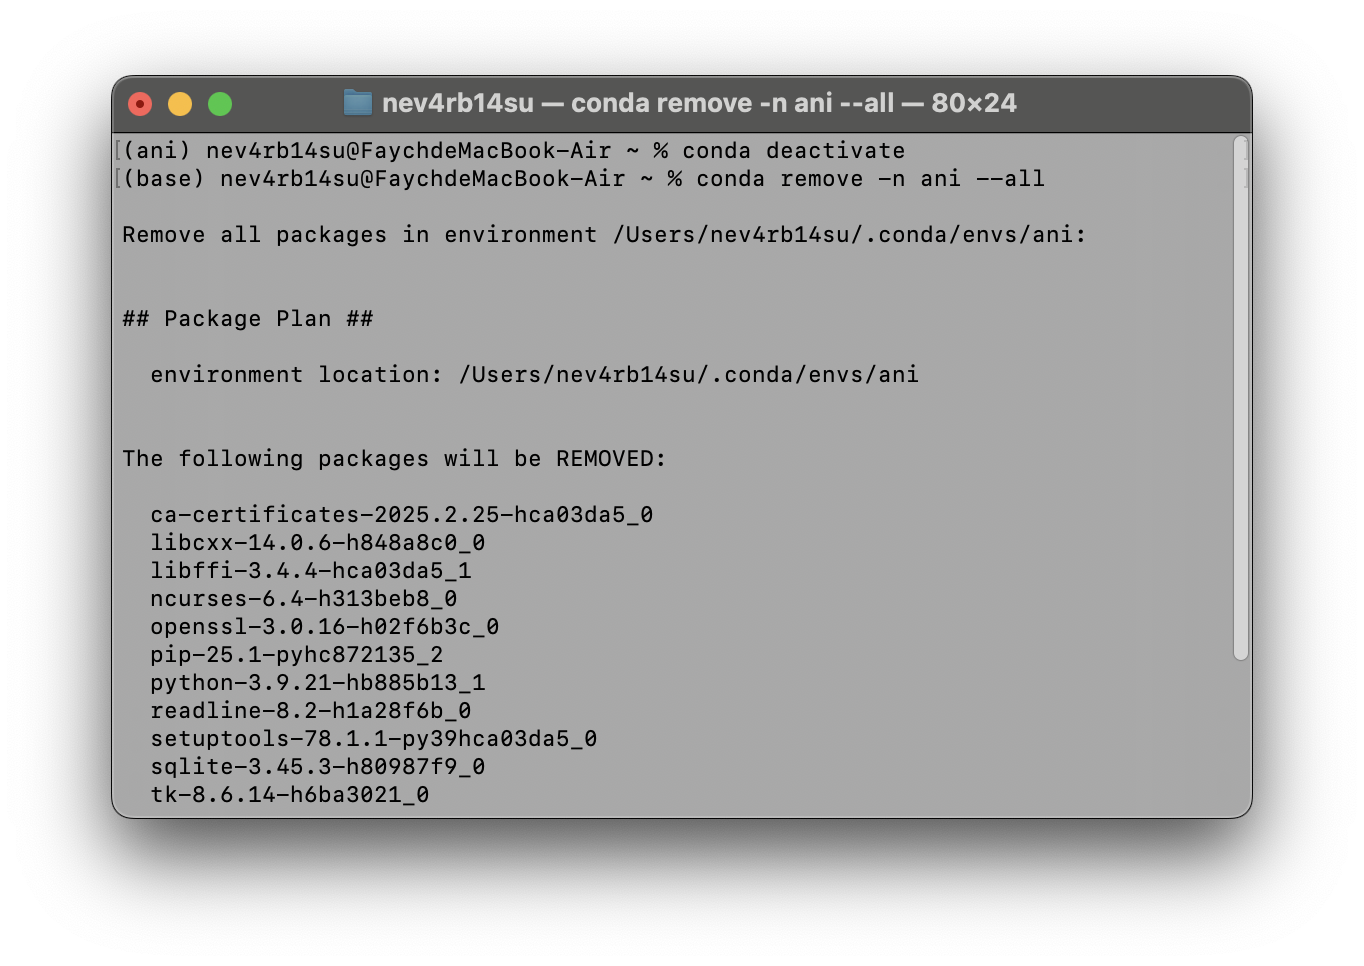 nev4rb14su — conda remove -n ani --all — 80×24
[(ani) nev4rb14su@FaychdeMacBook-Air ~ % conda deactivate ]
[(base) nev4rb14su@FaychdeMacBook-Air ~ % conda remove -n ani --all ]
Remove all packages in environment /Users/nev4rb14su/.conda/envs/ani:
## Package Plan ##
environment location: /Users/nev4rb14su/.conda/envs/ani
The following packages will be REMOVED:
ca-certificates-2025.2.25-hca03da5_0
libcxx-14.0.6-h848a8c0_0
libffi-3.4.4-hca03da5_1
ncurses-6.4-h313beb8_0
openssl-3.0.16-h02f6b3c_0
pip-25.1-pyhc872135_2
python-3.9.21-hb885b13_1
readline-8.2-h1a28f6b_0
setuptools-78.1.1-py39hca03da5_0
sqlite-3.45.3-h80987f9_0
tk-8.6.14-h6ba3021_0